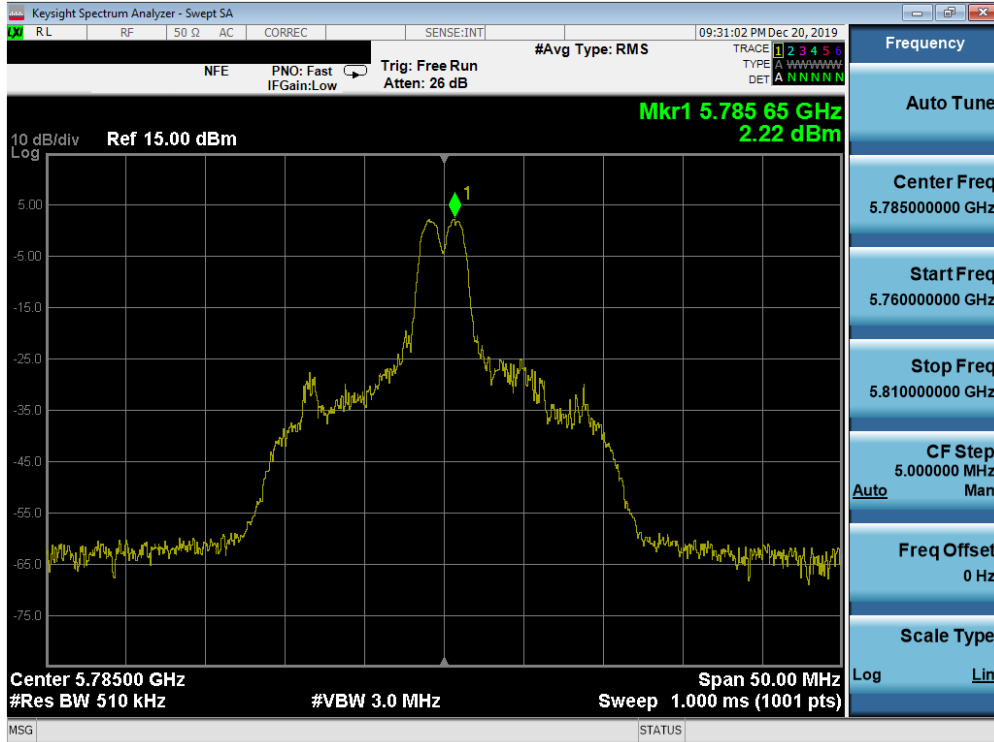 Keysight Spectrum Analyzer - Swept SA
LXI RL RF 50 Ω AC CORREC SENSE:INT 09:31:02 PM Dec 20, 2019
#Avg Type: RMS TRACE 1 2 3 4 5 6
NFE PNO: Fast Trig: Free Run TYPE A WWWWW
IFGain:Low Atten: 26 dB DET A N N N N N
Mkr1 5.785 65 GHz
2.22 dBm
10 dB/div Ref 15.00 dBm
Log
1
5.00
-5.00
-15.0
-25.0
-35.0
-45.0
-55.0
-65.0
-75.0
Center 5.78500 GHz Span 50.00 MHz
#Res BW 510 kHz #VBW 3.0 MHz Sweep 1.000 ms (1001 pts)
MSG STATUS
Frequency
Auto Tune
Center Freq
5.785000000 GHz
Start Freq
5.760000000 GHz
Stop Freq
5.810000000 GHz
CF Step
5.000000 MHz
Auto Man
Freq Offset
0 Hz
Scale Type
Log Lin